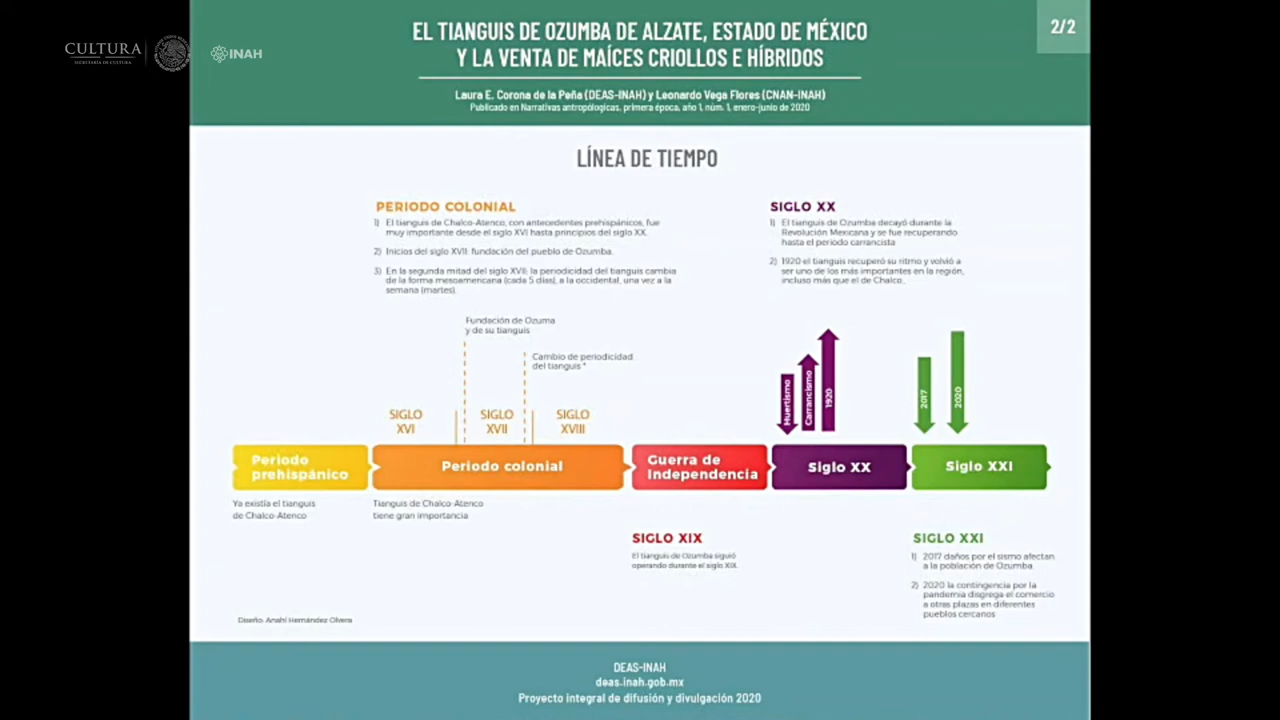 CULTURA
SECRETARÍA DE CULTURA
INAH
2/2
EL TIANGUIS DE OZUMBA DE ALZATE, ESTADO DE MÉXICO
Y LA VENTA DE MAÍCES CRIOLLOS E HÍBRIDOS
Laura E. Corona de la Peña (DEAS-INAH) y Leonardo Vega Flores (CNAN-INAH)
Publicado en Narrativas antropólogicas, primera época, año 1, núm. 1, enero-junio de 2020
LÍNEA DE TIEMPO
PERIODO COLONIAL
1) El tianguis de Chalco-Atenco, con antecedentes prehispánicos, fue
muy importante desde el siglo XVI hasta principios del siglo XX.
2) Inicios del siglo XVII: fundación del pueblo de Ozumba.
3) En la segunda mitad del siglo XVII: la periodicidad del tianguis cambia
de la forma mesoamericana (cada 5 días), a la occidental, una vez a la
semana (martes).
SIGLO XX
1) El tianguis de Ozumba decayó durante la
Revolución Mexicana y se fue recuperando
hasta el periodo carrancista
2) 1920 el tianguis recuperó su ritmo y volvió a
ser uno de los más importantes en la región,
incluso más que el de Chalco.
Fundación de Ozuma
y de su tianguis
Cambio de periodicidad
del tianguis *
SIGLO
XVI
SIGLO
XVII
SIGLO
XVIII
Huertismo
Carrancismo
1920
2017
2020
Periodo
prehispánico
Periodo colonial
Guerra de
Independencia
Siglo XX
Siglo XXI
Ya existía el tianguis
de Chalco-Atenco
Tianguis de Chalco-Atenco
tiene gran importancia
SIGLO XIX
El tianguis de Ozumba siguió
operando durante el siglo XIX.
SIGLO XXI
1) 2017 daños por el sismo afectan
a la población de Ozumba.
2) 2020 la contingencia por la
pandemia disgrega el comercio
a otras plazas en diferentes
pueblos cercanos
Diseño: Anahí Hernández Olvera
DEAS-INAH
deas.inah.gob.mx
Proyecto integral de difusión y divulgación 2020